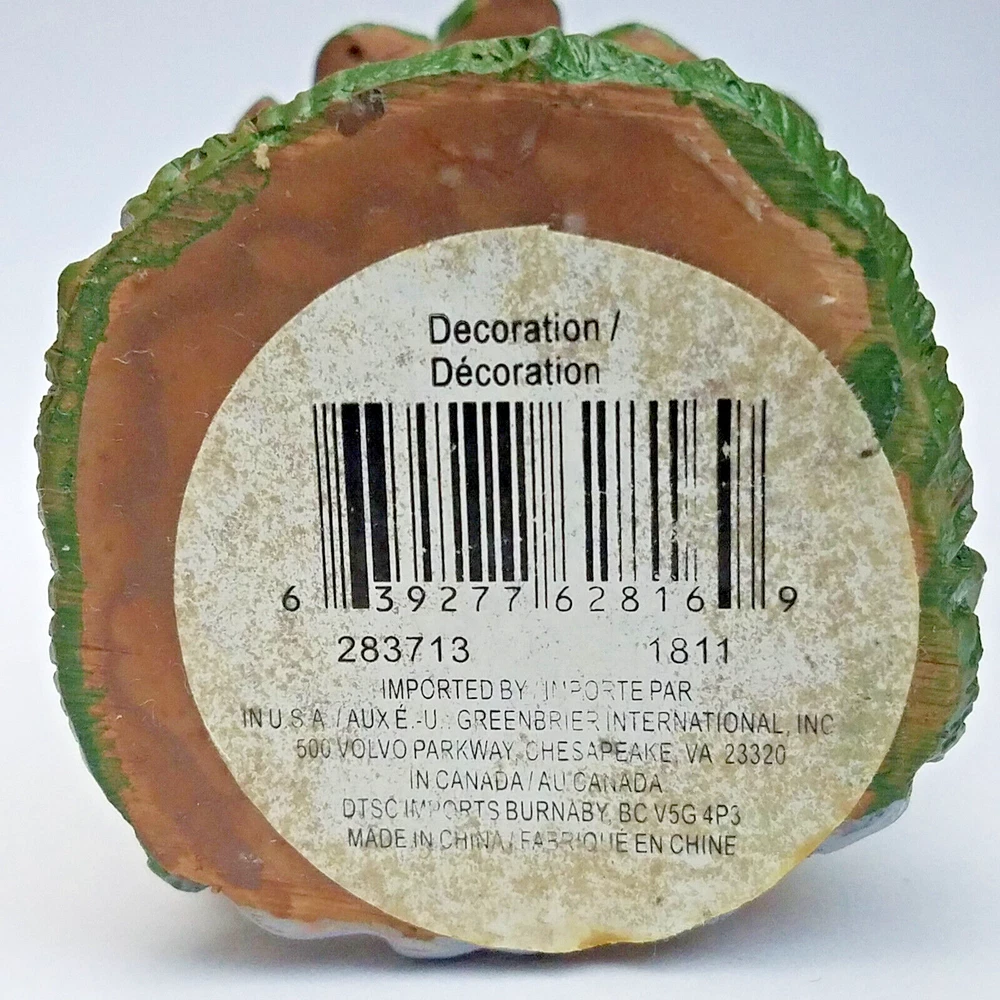 Decoration /
Décoration
6 39277 62816 9
283713 1811
IMPORTED BY / IMPORTE PAR
IN U.S.A. / AUX É.-U.: GREENBRIER INTERNATIONAL, INC
500 VOLVO PARKWAY, CHESAPEAKE, VA 23320
IN CANADA / AU CANADA
DTSC IMPORTS BURNABY, BC V5G 4P3
MADE IN CHINA / FABRIQUÉ EN CHINE